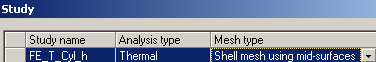 Study
Study name Analysis type Mesh type
FE_T_Cyl_h Thermal Shell mesh using mid-surfaces